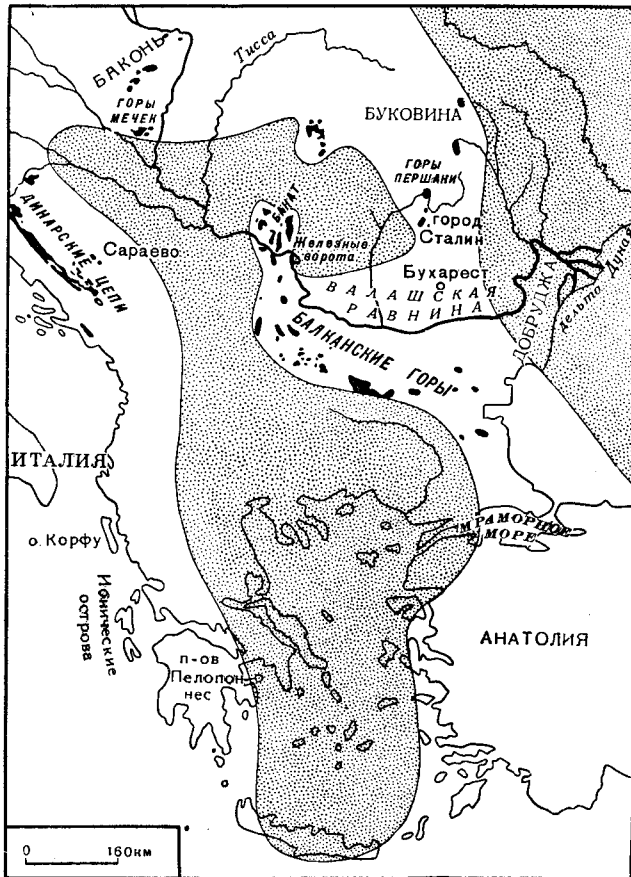 БАКОНЬ
ГОРЫ
МЕЧЕК
Тисса
БУКОВИНА
ГОРЫ
ПЕРШАНИ
город
Сталин
БАНАТ
Железные
ворота
ДИНАРСКИЕ ЦЕПИ
Сараево
Бухарест
ВАЛАШСКАЯ
РАВНИНА
ДОБРУДЖА
дельта Дуная
БАЛКАНСКИЕ ГОРЫ
ИТАЛИЯ
о. Корфу
МРАМОРНОЕ
МОРЕ
Ионические
острова
п-ов
Пелопон-
нес
АНАТОЛИЯ
0 160км